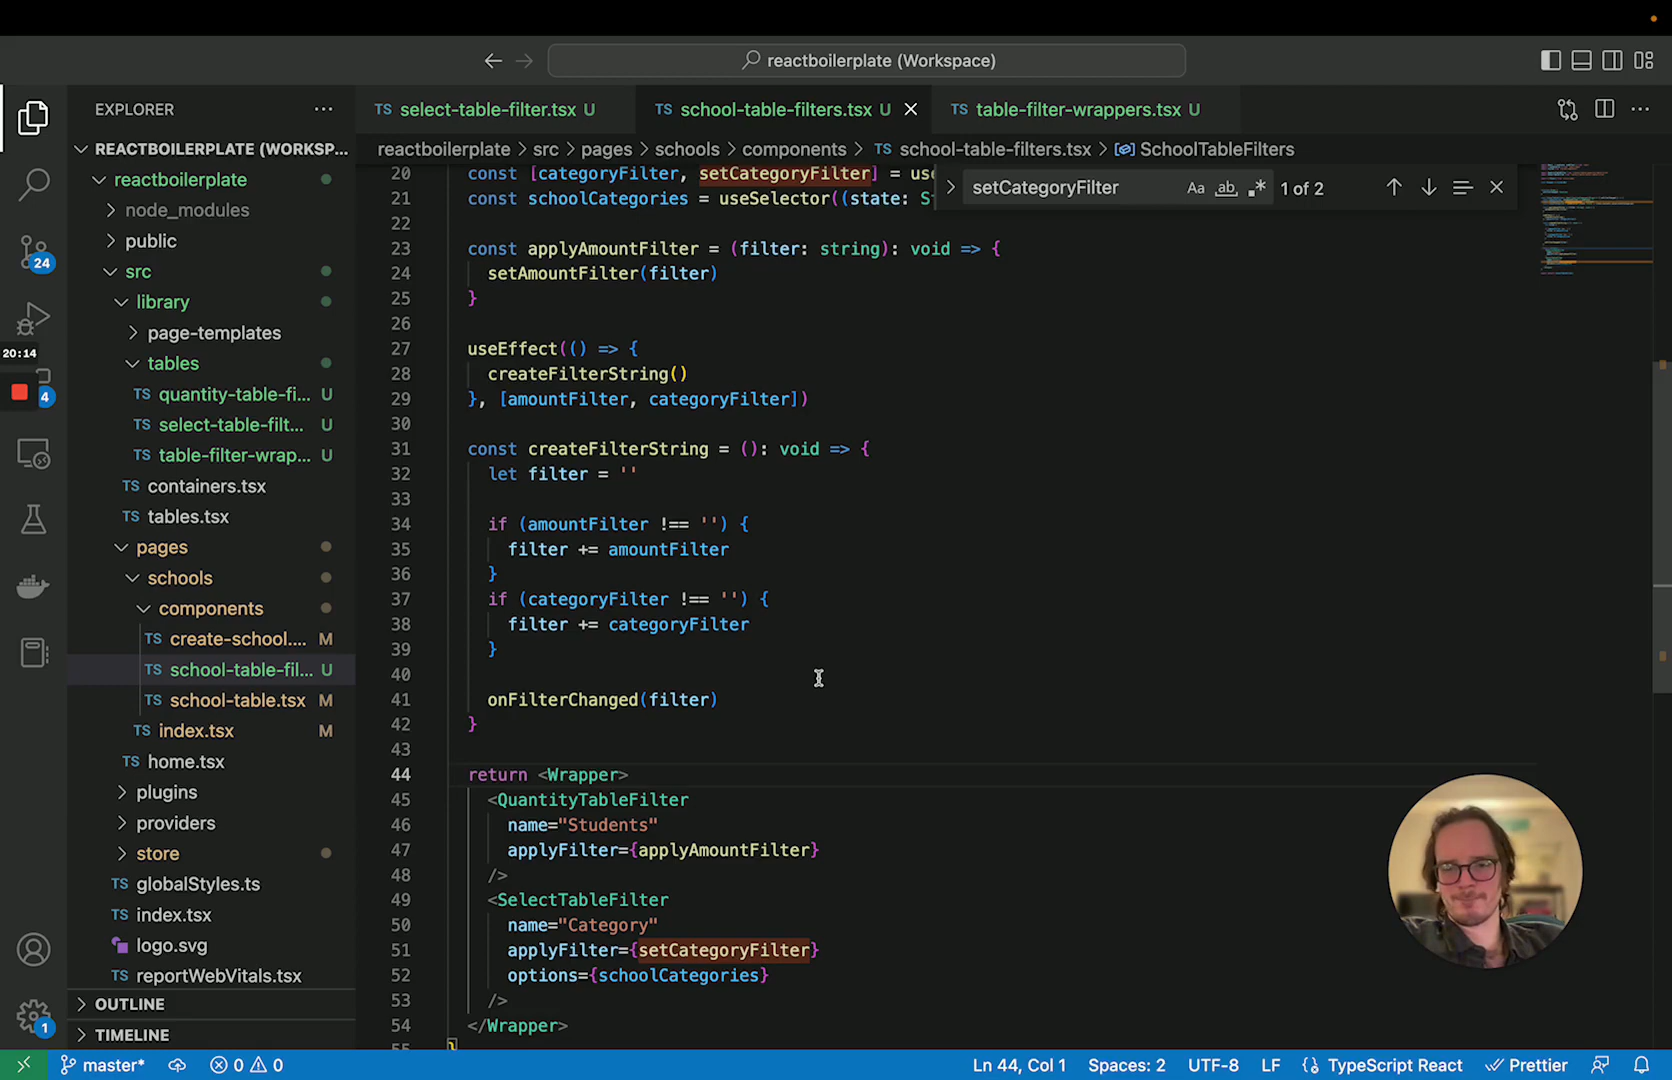 reactboilerplate (Workspace)
EXPLORER
select-table-filter.tsx U
TS school-table-filters.tsx U
TS table-filter-wrappers.tsx U
REACTBOILERPLATE (WORKSP...
reactboilerplate > src > pages > schools > components > TS school-table-filters.tsx > SchoolTableFilters
setCategoryFilter
Aa ab
1 of 2
reactboilerplate
node_modules
public
src
library
page-templates
tables
TS quantity-table-fi... U
TS select-table-filt... U
TS table-filter-wrap... U
TS containers.tsx
TS tables.tsx
pages
schools
components
TS create-school.... M
TS school-table-fil... U
TS school-table.tsx M
TS index.tsx M
TS home.tsx
plugins
providers
store
TS globalStyles.ts
TS index.tsx
logo.svg
TS reportWebVitals.tsx
OUTLINE
TIMELINE
24
20:14
4
1
20 const [categoryFilter, setCategoryFilter] = use
21 const schoolCategories = useSelector((state: St
22
23 const applyAmountFilter = (filter: string): void => {
24 setAmountFilter(filter)
25 }
26
27 useEffect(() => {
28 createFilterString()
29 }, [amountFilter, categoryFilter])
30
31 const createFilterString = (): void => {
32 let filter = ''
33
34 if (amountFilter !== '') {
35 filter += amountFilter
36 }
37 if (categoryFilter !== '') {
38 filter += categoryFilter
39 }
40
41 onFilterChanged(filter)
42 }
43
44 return <Wrapper>
45 <QuantityTableFilter
46 name="Students"
47 applyFilter={applyAmountFilter}
48 />
49 <SelectTableFilter
50 name="Category"
51 applyFilter={setCategoryFilter}
52 options={schoolCategories}
53 />
54 </Wrapper>
55 }
master* 0 0
Ln 44, Col 1 Spaces: 2 UTF-8 LF {} TypeScript React Prettier